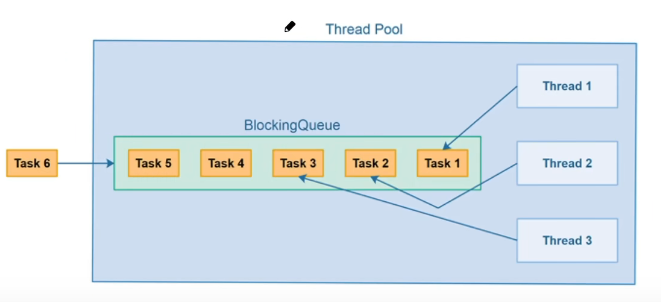 Thread Pool
Thread 1
BlockingQueue
Task 6
Task 5
Task 4
Task 3
Task 2
Task 1
Thread 2
Thread 3